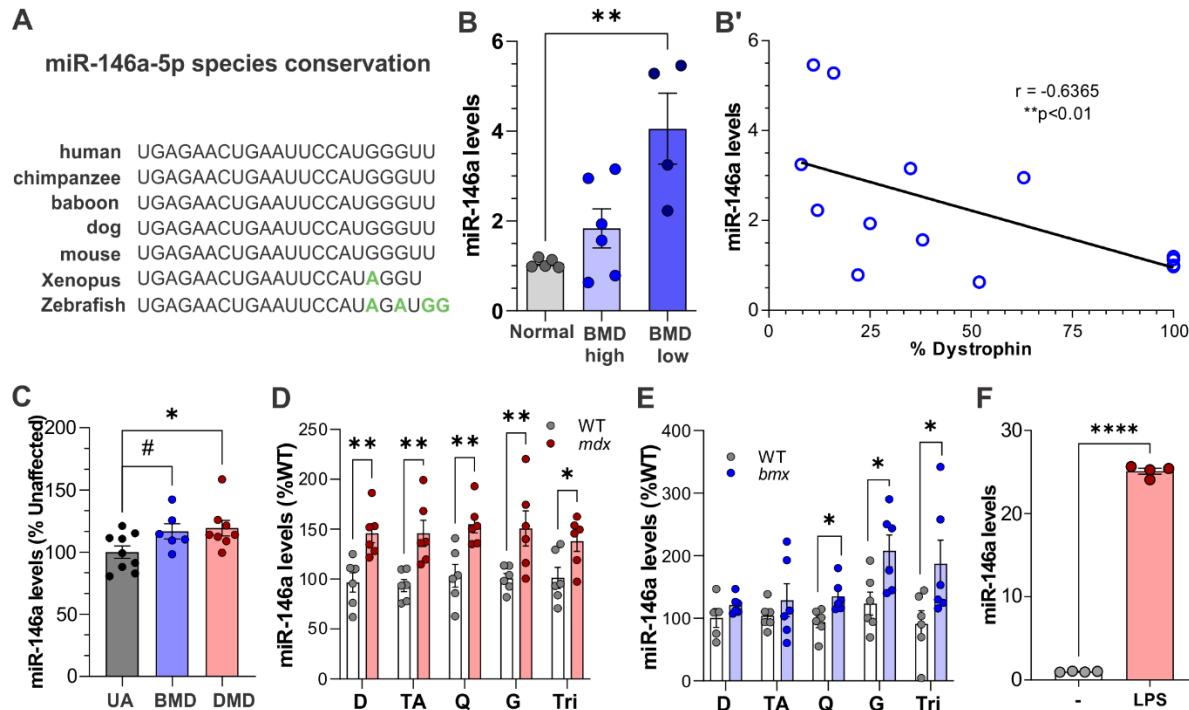 A
miR-146a-5p species conservation
human UGAGAACUGAAUUCCAUGGGUU
chimpanzee UGAGAACUGAAUUCCAUGGGUU
baboon UGAGAACUGAAUUCCAUGGGUU
dog UGAGAACUGAAUUCCAUGGGUU
mouse UGAGAACUGAAUUCCAUGGGUU
Xenopus UGAGAACUGAAUUCCAUAGGU
Zebrafish UGAGAACUGAAUUCCAUAGAUGG
B
**
miR-146a levels
6
4
2
0
Normal
BMD high
BMD low
B'
miR-146a levels
6
4
2
0
r = -0.6365
**p<0.01
0 25 50 75 100
% Dystrophin
C
miR-146a levels (% Unaffected)
200
150
100
50
0
*
#
UA BMD DMD
D
miR-146a levels (%WT)
250
200
150
100
50
0
WT
mdx
** ** ** ** *
D TA Q G Tri
E
miR-146a levels (%WT)
400
300
200
100
0
WT
bmx
* * *
D TA Q G Tri
F
miR-146a levels
30
20
10
0
****
- LPS